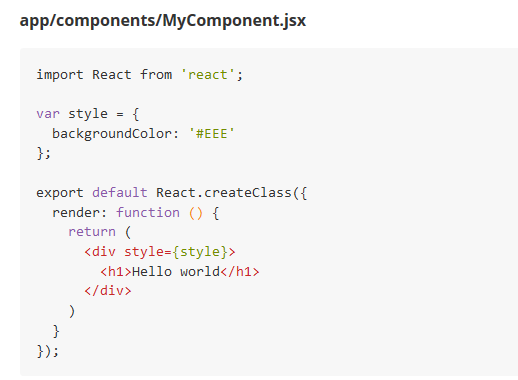 app/components/MyComponent.jsx
import React from 'react';
var style = {
  backgroundColor: '#EEE'
};
export default React.createClass({
  render: function () {
    return (
      <div style={style}>
        <h1>Hello world</h1>
      </div>
    )
  }
});